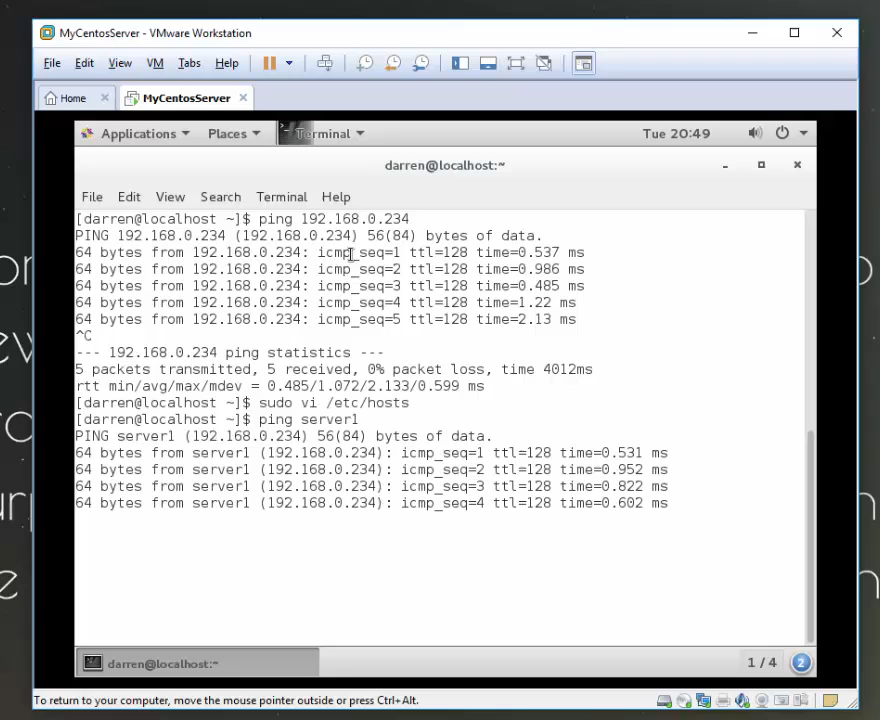 MyCentosServer - VMware Workstation
File Edit View VM Tabs Help
Home MyCentosServer
Applications Places Terminal Tue 20:49
darren@localhost:~
File Edit View Search Terminal Help
[darren@localhost ~]$ ping 192.168.0.234
PING 192.168.0.234 (192.168.0.234) 56(84) bytes of data.
64 bytes from 192.168.0.234: icmp_seq=1 ttl=128 time=0.537 ms
64 bytes from 192.168.0.234: icmp_seq=2 ttl=128 time=0.986 ms
64 bytes from 192.168.0.234: icmp_seq=3 ttl=128 time=0.485 ms
64 bytes from 192.168.0.234: icmp_seq=4 ttl=128 time=1.22 ms
64 bytes from 192.168.0.234: icmp_seq=5 ttl=128 time=2.13 ms
^C
--- 192.168.0.234 ping statistics ---
5 packets transmitted, 5 received, 0% packet loss, time 4012ms
rtt min/avg/max/mdev = 0.485/1.072/2.133/0.599 ms
[darren@localhost ~]$ sudo vi /etc/hosts
[darren@localhost ~]$ ping server1
PING server1 (192.168.0.234) 56(84) bytes of data.
64 bytes from server1 (192.168.0.234): icmp_seq=1 ttl=128 time=0.531 ms
64 bytes from server1 (192.168.0.234): icmp_seq=2 ttl=128 time=0.952 ms
64 bytes from server1 (192.168.0.234): icmp_seq=3 ttl=128 time=0.822 ms
64 bytes from server1 (192.168.0.234): icmp_seq=4 ttl=128 time=0.602 ms
darren@localhost:~ 1 / 4 2
To return to your computer, move the mouse pointer outside or press Ctrl+Alt.